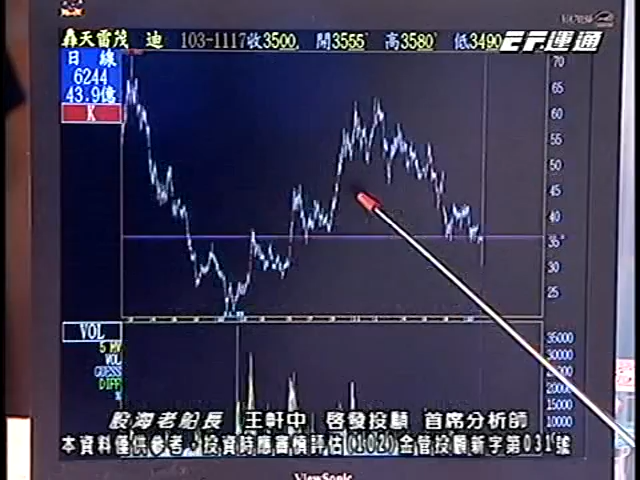 轟天雷茂 迪 103-1117收3500 開3555 高3580 低3490
EF運通
日線
6244
43.9億
K
70
65
60
55
50
45
40
35
30
25
VOL
5 MV
VOL
GUESS
DIFF
%
35000
30000
25000
20000
15000
10000
股海老船長 王軒中 啓發投顧 首席分析師
本資料僅供參考，投資時應審慎評估(102)金管投顧新字第031號
ViewSonic